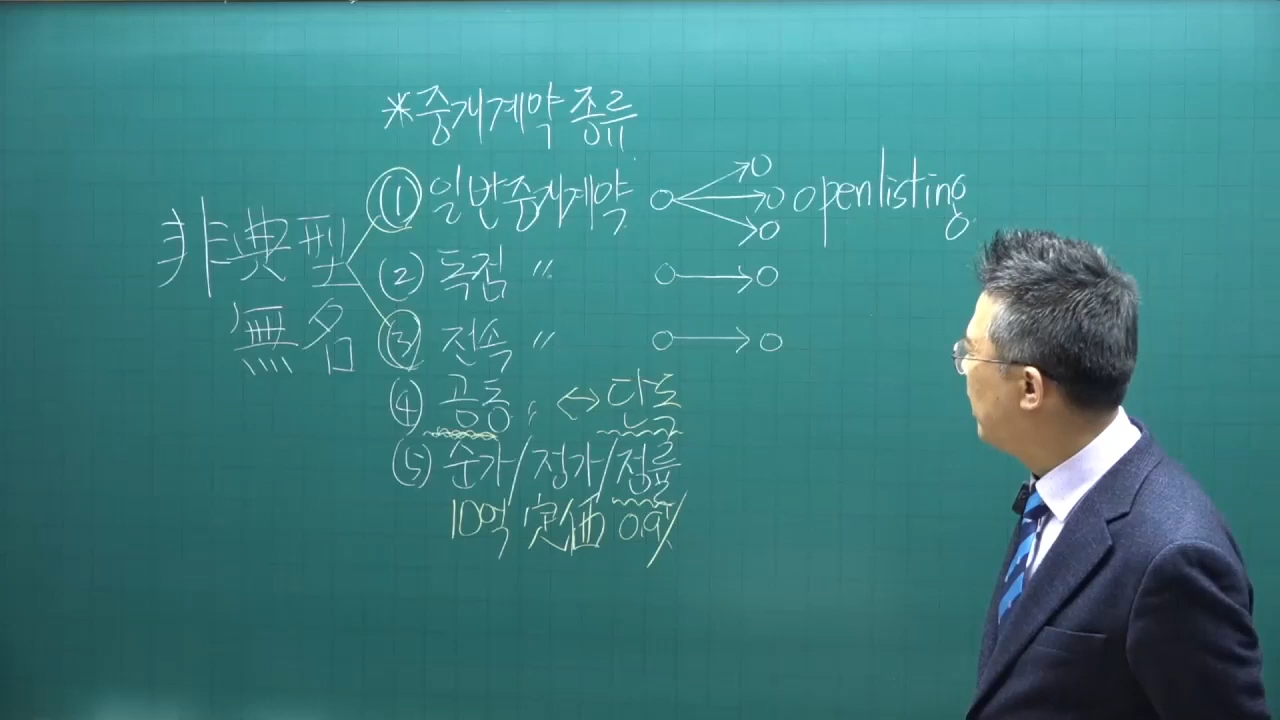 *중개계약 종류
① 일반중개계약 openlisting
② 독점 〃
③ 전속 〃
④ 공동 〃 ↔ 단독
⑤ 순가/정가/정률
10억 定価 0.9%
非典型
無名